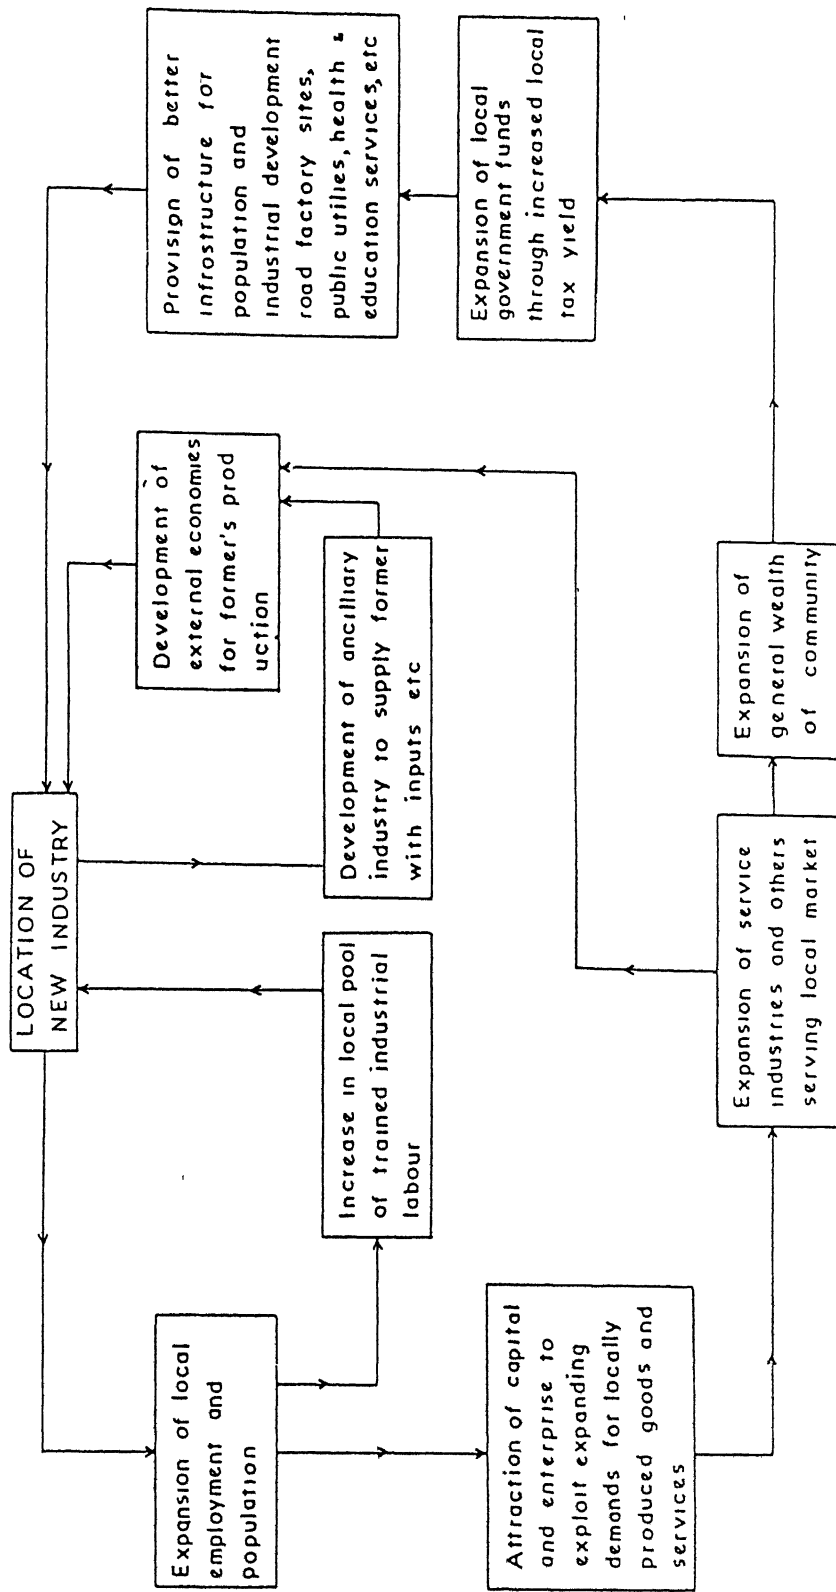 LOCATION OF
NEW INDUSTRY
Expansion of local
employment and
population
Increase in local pool
of trained industrial
labour
Development of ancilliary
industry to supply former
with inputs etc
Development of
external economies
for former's prod
uction
Provision of better
infrostructure for
population and
industrial development
road factory sites,
public utilies, health &
education services, etc
Attraction of capital
and enterprise to
exploit expanding
demands for locally
produced goods and
services
Expansion of service
industries and others
serving local market
Expansion of
general wealth
of community
Expansion of local
government funds
through increased local
tax yield